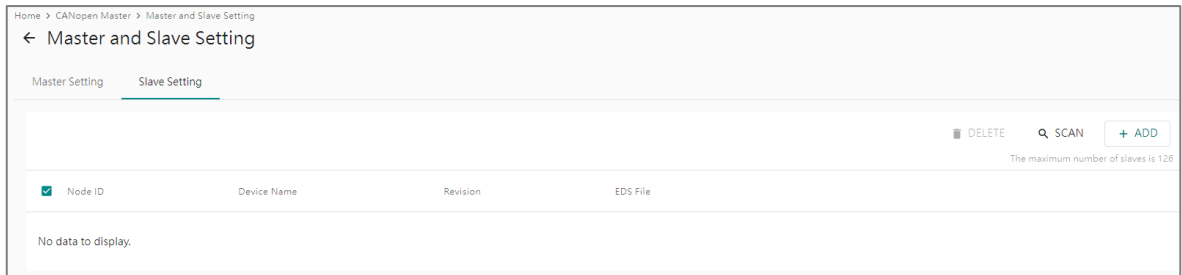 Home > CANopen Master > Master and Slave Setting
← Master and Slave Setting
Master Setting Slave Setting
DELETE SCAN + ADD
The maximum number of slaves is 126
Node ID Device Name Revision EDS File
No data to display.